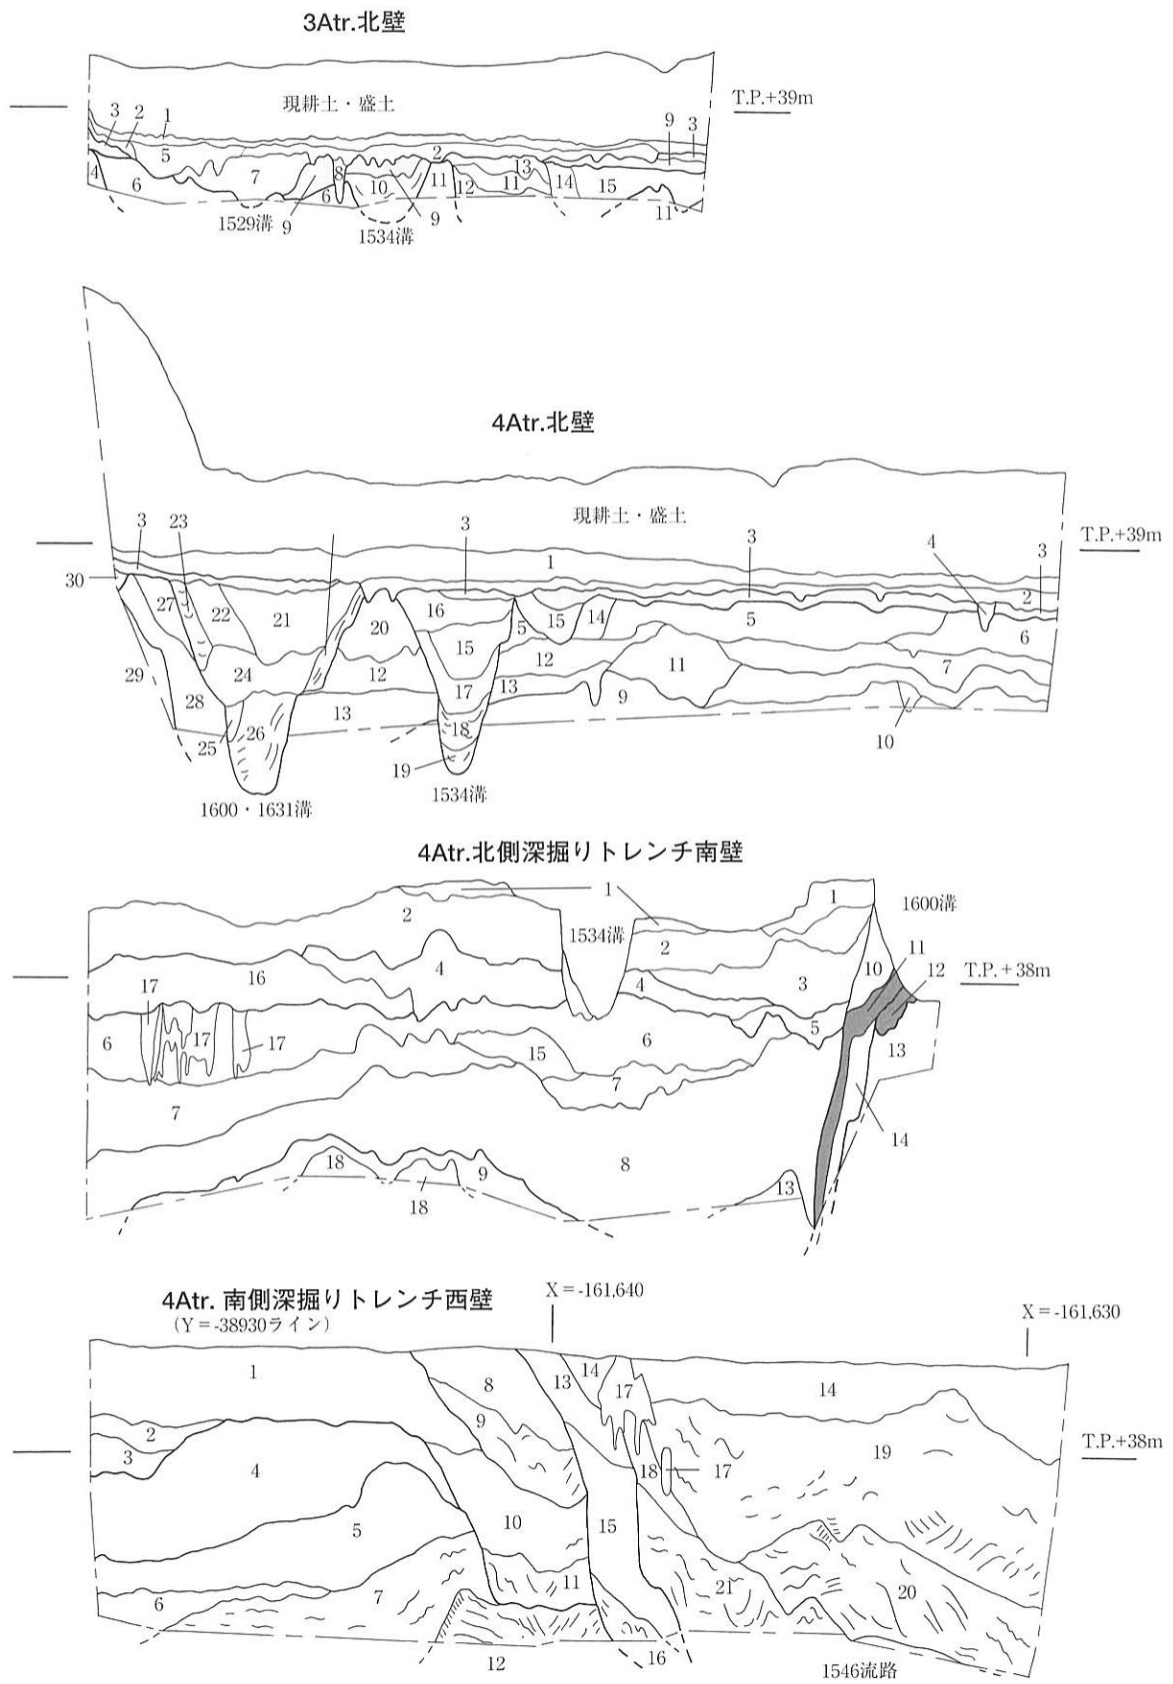 3Atr.北壁
現耕土・盛土
T.P.+39m
3 2 1
9 3
5 2
4 6 7 8 13
9 10 11 12 11 14 15
6
1529溝 9
1534溝
9
11
4Atr.北壁
現耕土・盛土
T.P.+39m
3 23 3 3 4 3
30
1
2
27 22 21 20 16 5 15 14 5 6
15
29 24 12 12 11 7
28 17 13 9
13
25 26 18
10
19
1600・1631溝
1534溝
4Atr.北側深掘りトレンチ南壁
1
1
1600溝
2
1534溝
2
11
16 4 4 3 10 12
T.P.+38m
17
5
6 17 17 15 6 13
7
7
14
18 9 8
13
18
4Atr. 南側深掘りトレンチ西壁
(Y=-38930ライン)
X=-161,640
X=-161,630
1
8 13 14 17 14
9
2
3
4
19
T.P.+38m
18 17
5 10 15
6 7 11 21 20
12 16
1546流路